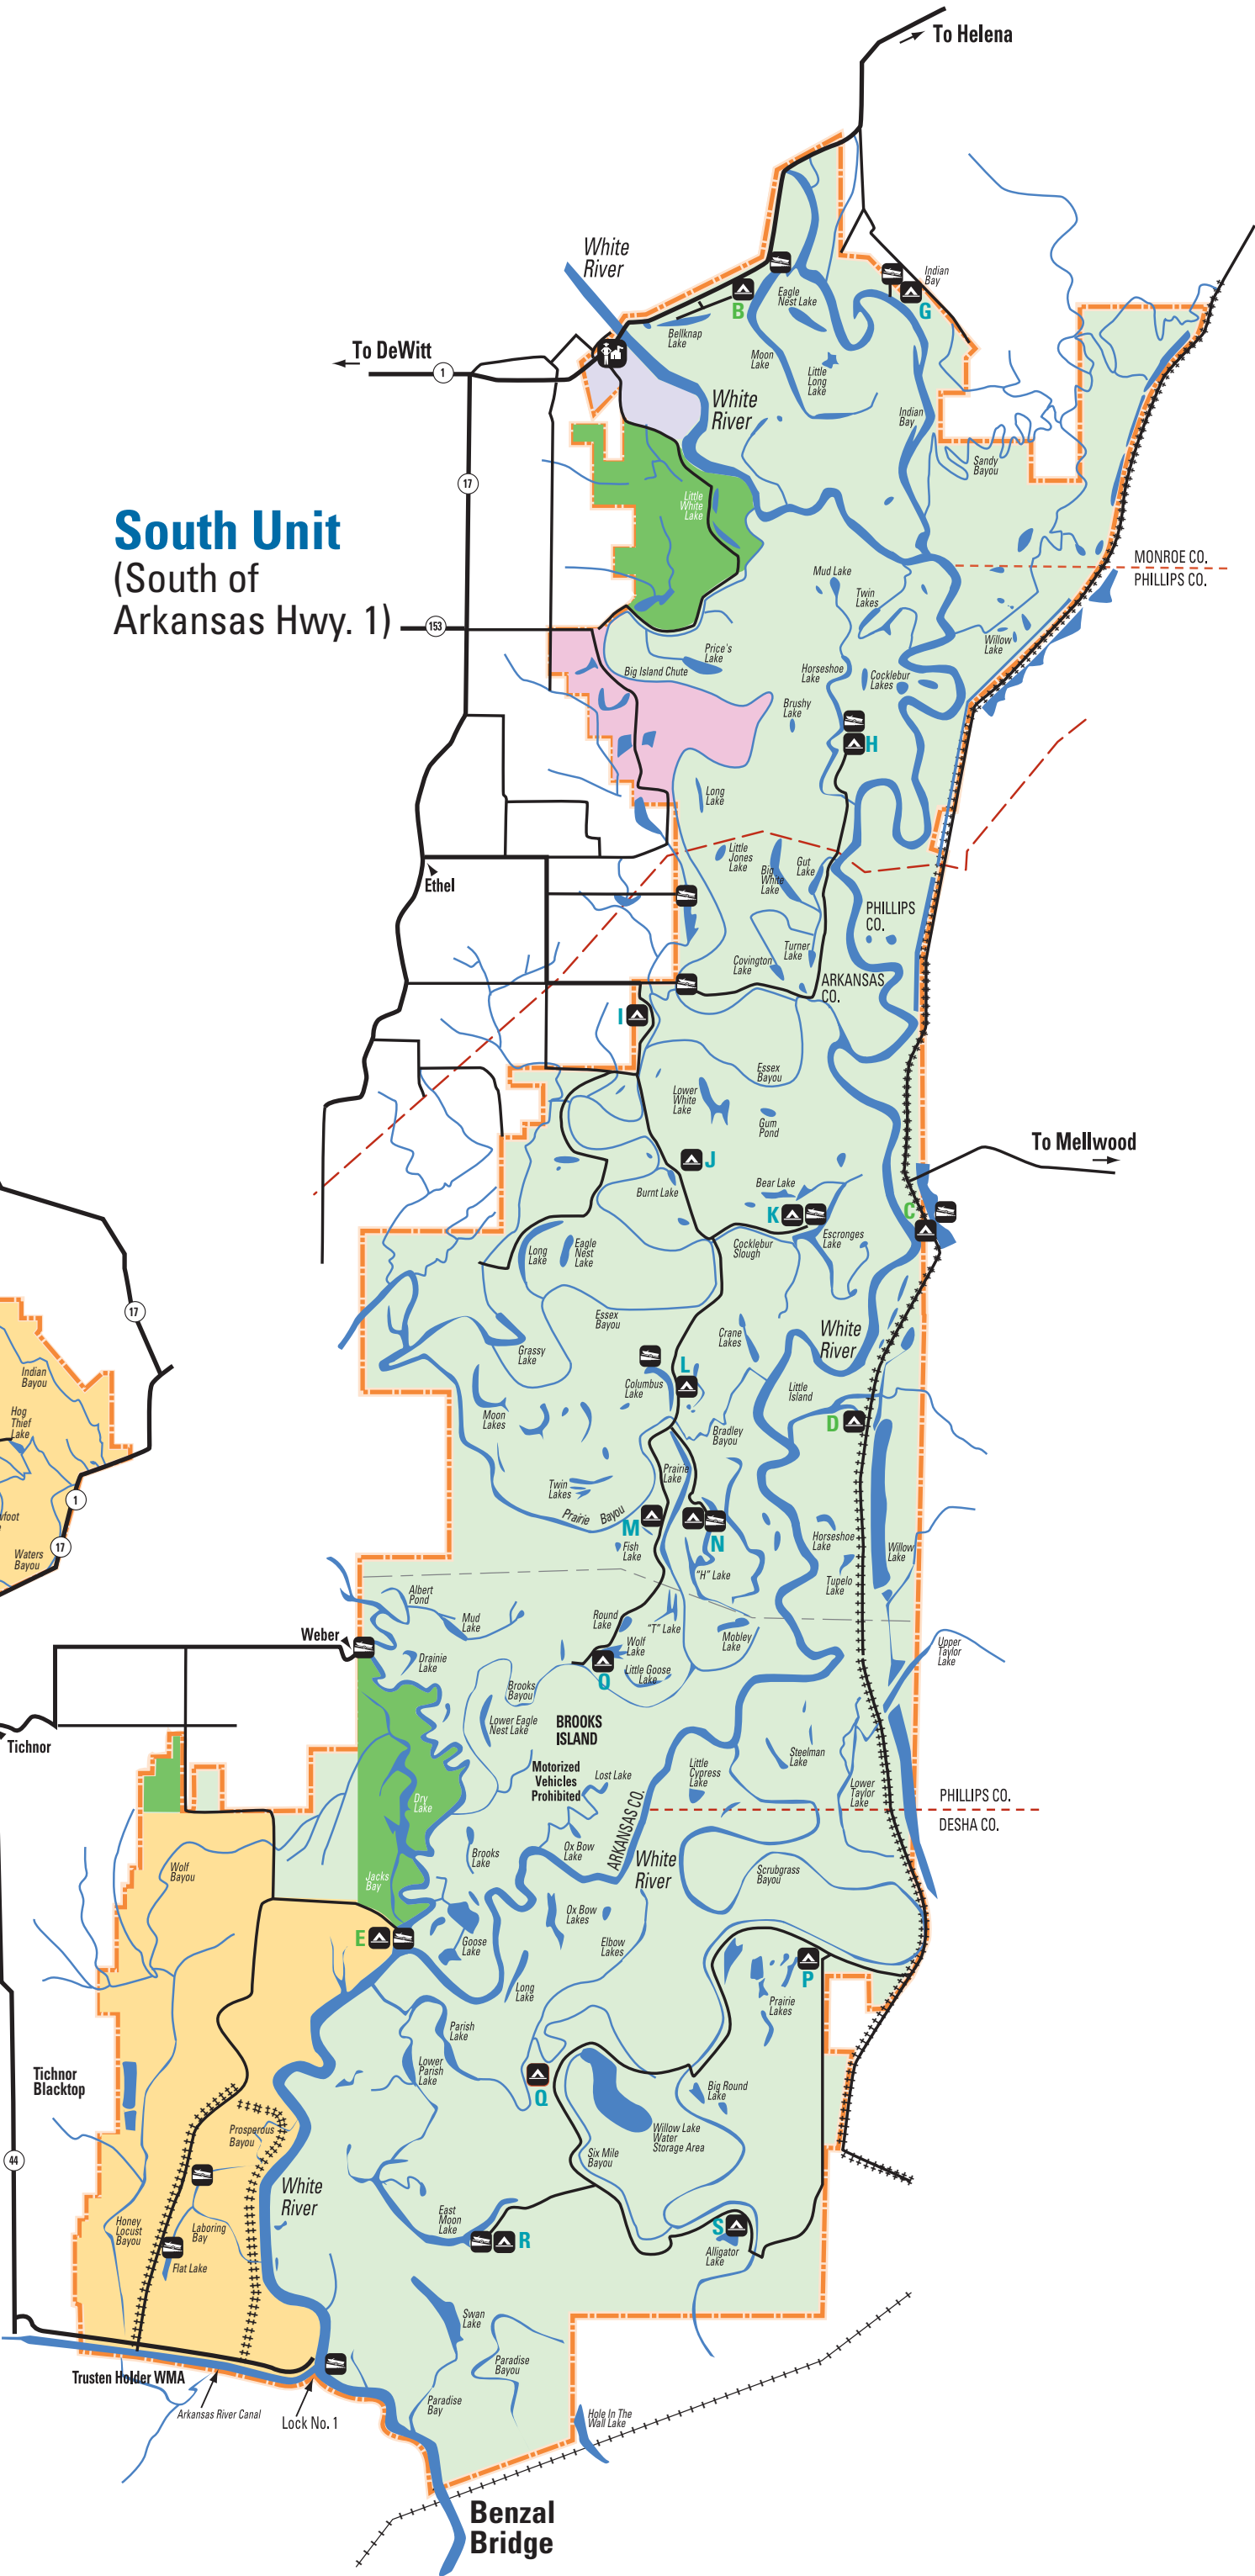 To Helena
White
River
Indian
Bay
Eagle
Nest Lake
B
G
Bellknap
Lake
To DeWitt
1
Moon
Lake
Little
Long
Lake
White
River
Indian
Bay
Sandy
Bayou
17
Little
White
Lake
South Unit
(South of
Arkansas Hwy. 1)
153
MONROE CO.
PHILLIPS CO.
Mud Lake
Twin
Lakes
Willow
Lake
Price's
Lake
Big Island Chute
Horseshoe
Lake
Cocklebur
Lakes
Brushy
Lake
H
Long
Lake
Little
Jones
Lake
Big
White
Lake
Gut
Lake
Ethel
PHILLIPS
CO.
Turner
Lake
Covington
Lake
ARKANSAS
CO.
I
Essex
Bayou
Lower
White
Lake
Gum
Pond
To Mellwood
J
Burnt Lake
Bear Lake
K
C
Cocklebur
Slough
Escronges
Lake
Long
Lake
Eagle
Nest
Lake
17
Essex
Bayou
Crane
Lakes
White
River
Grassy
Lake
Indian
Bayou
L
Columbus
Lake
Little
Island
D
Hog
Thief
Lake
Moon
Lakes
Bradley
Bayou
Prairie
Lake
Twin
Lakes
Prairie Bayou
1
M
N
Horseshoe
Lake
Willow
Lake
17
Waters
Bayou
Fish
Lake
"H" Lake
Tupelo
Lake
Albert
Pond
Mud
Lake
Round
Lake
"T" Lake
Mobley
Lake
Weber
Wolf
Lake
Upper
Taylor
Lake
Drainie
Lake
Little Goose
Lake
O
Brooks
Bayou
Lower Eagle
Nest Lake
BROOKS
ISLAND
Tichnor
Steelman
Lake
Motorized
Vehicles
Prohibited
Lost Lake
Little
Cypress
Lake
Lower
Taylor
Lake
Dry
Lake
PHILLIPS CO.
DESHA CO.
ARKANSAS CO.
Ox Bow
Lake
Brooks
Lake
White
River
Scrubgrass
Bayou
Wolf
Bayou
Jacks
Bay
Ox Bow
Lakes
E
Goose
Lake
Elbow
Lakes
P
Long
Lake
Prairie
Lakes
Parish
Lake
Tichnor
Blacktop
Lower
Parish
Lake
Q
Big Round
Lake
Prosperous
Bayou
Willow Lake
Water
Storage Area
Six Mile
Bayou
44
White
River
Honey
Locust
Bayou
Laboring
Bay
East
Moon
Lake
R
S
Alligator
Lake
Flat Lake
Swan
Lake
Paradise
Bayou
Trusten Holder WMA
Arkansas River Canal
Lock No. 1
Paradise
Bay
Hole In The
Wall Lake
Benzal
Bridge